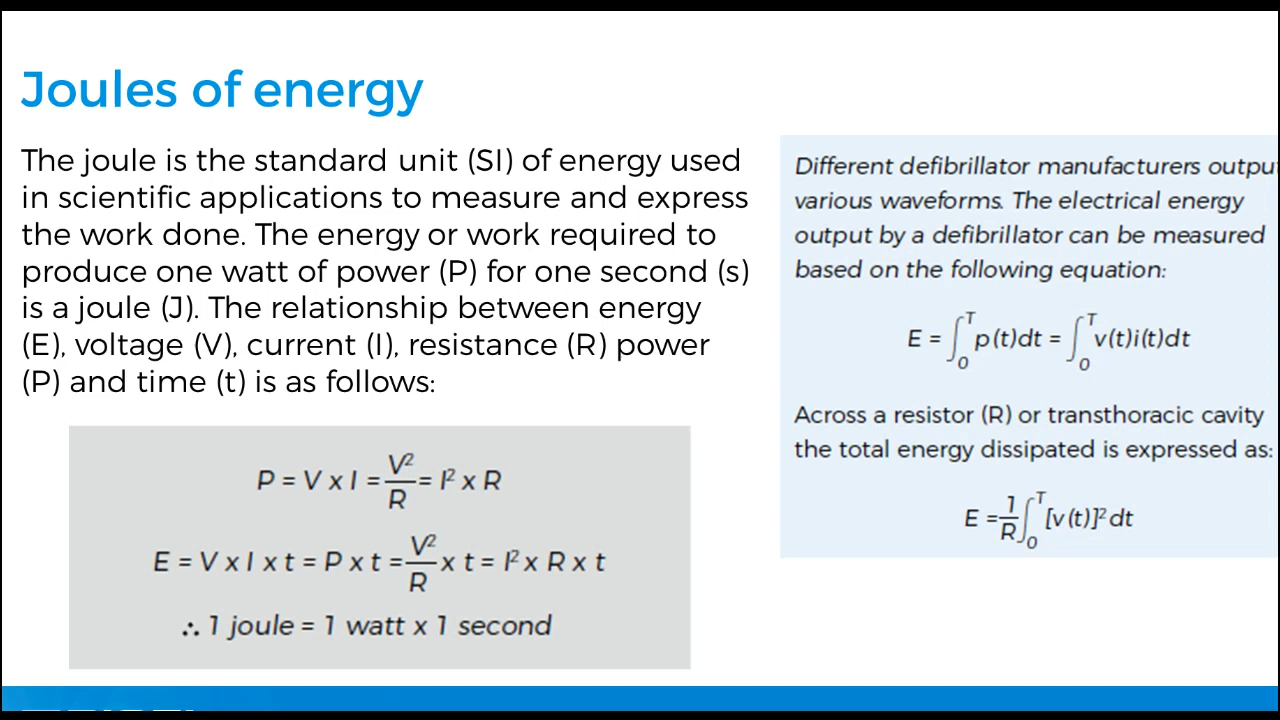 Joules of energy
The joule is the standard unit (SI) of energy used
in scientific applications to measure and express
the work done. The energy or work required to
produce one watt of power (P) for one second (s)
is a joule (J). The relationship between energy
(E), voltage (V), current (I), resistance (R) power
(P) and time (t) is as follows:
P = V x I = V²/R = I² x R
E = V x I x t = P x t = V²/R x t = I² x R x t
∴ 1 joule = 1 watt x 1 second
Different defibrillator manufacturers output
various waveforms. The electrical energy
output by a defibrillator can be measured
based on the following equation:
E = ∫₀ᵀ p(t)dt = ∫₀ᵀ v(t)i(t)dt
Across a resistor (R) or transthoracic cavity
the total energy dissipated is expressed as:
E = 1/R ∫₀ᵀ [v(t)]² dt